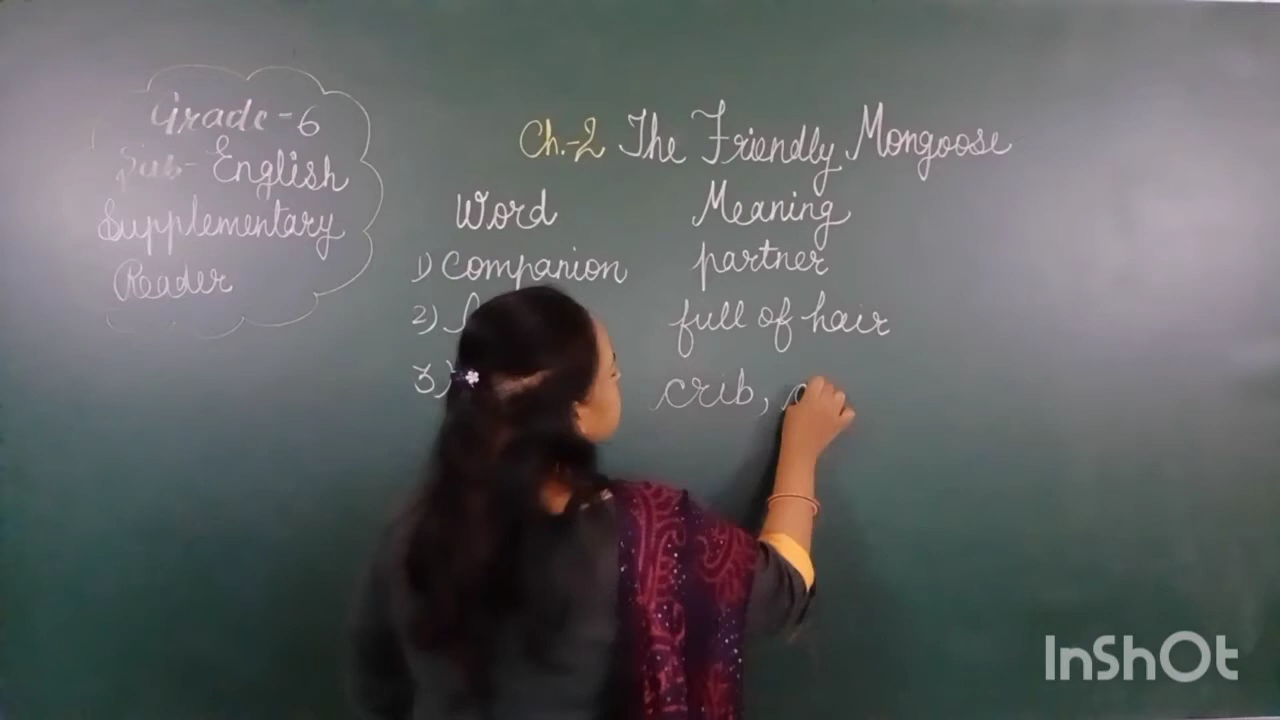 Grade-6
Sub- English
Supplementary
Reader
Ch.-2 The Friendly Mongoose
Word Meaning
1) Companion partner
2) full of hair
3) crib,
InShOt